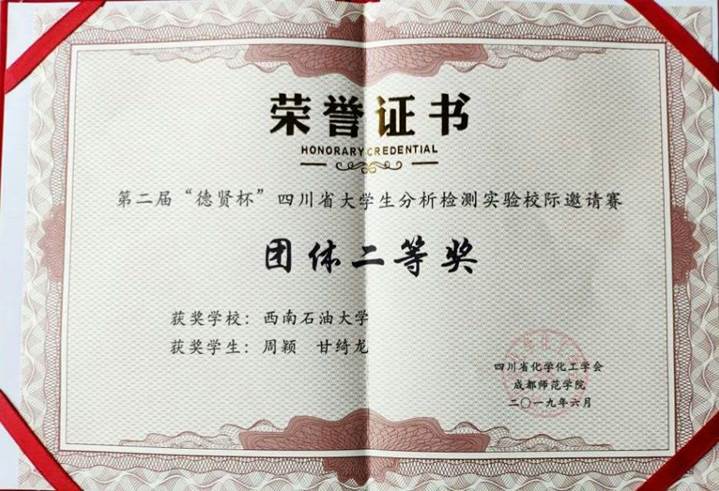 荣誉证书
HONORARY CREDENTIAL
第二届“德贤杯”四川省大学生分析检测实验校际邀请赛
团体二等奖
获奖学校：西南石油大学
获奖学生：周颖 甘绮龙
四川省化学化工学会
成都师范学院
二〇一九年六月